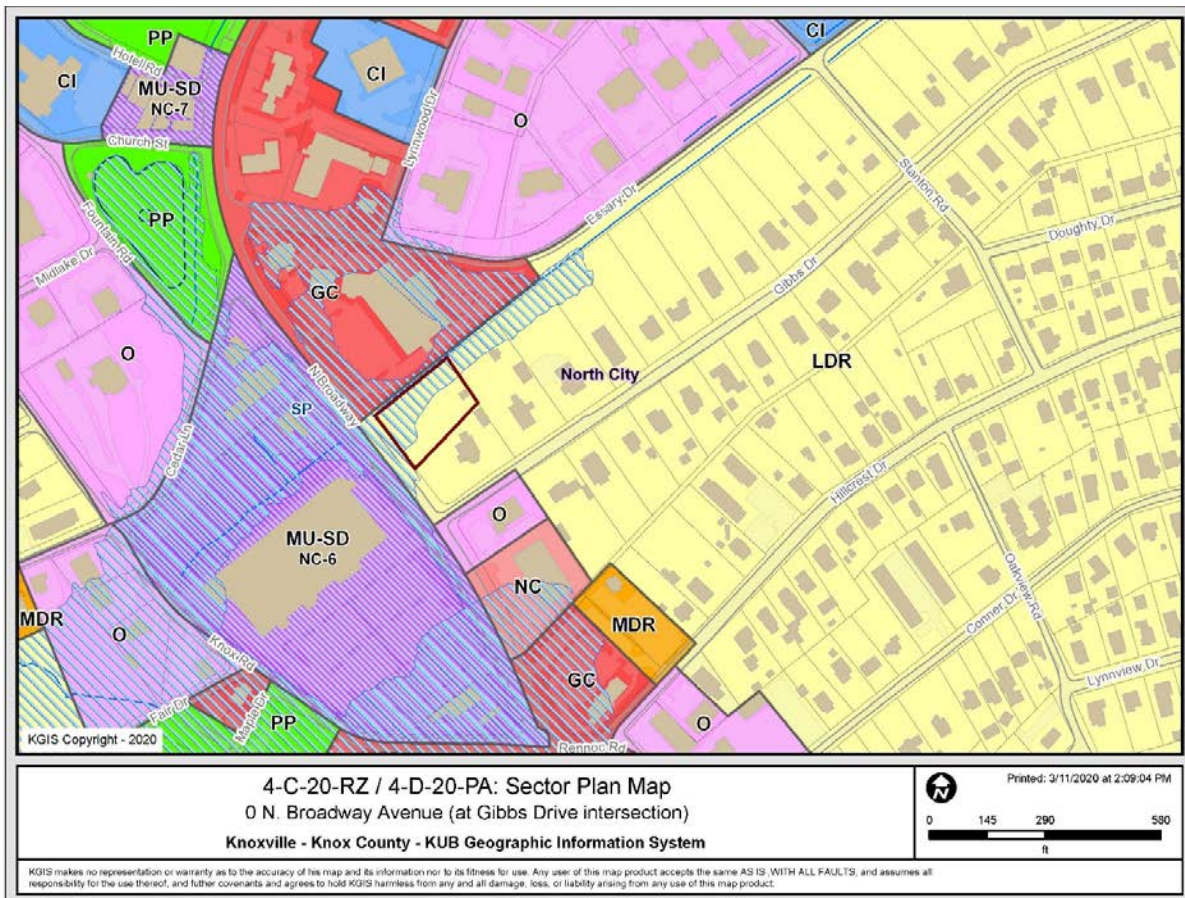 PP
Hotel Rd
CI
MU-SD
NC-7
Church St
CI
Lynnwood Dr
O
CI
Essary Dr
Stanton Rd
Doughty Dr
PP
Fountain Rd
Midlake Dr
O
Cedar Ln
GC
N Broadway
SP
Gibbs Dr
North City
LDR
Hillcrest Dr
MU-SD
NC-6
O
NC
MDR
Oakview Rd
Conner Dr
Lynnview Dr
MDR
O
Knox Rd
Fair Dr
Maple Dr
PP
GC
O
Rennoc Rd
KGIS Copyright - 2020
4-C-20-RZ / 4-D-20-PA: Sector Plan Map
0 N. Broadway Avenue (at Gibbs Drive intersection)
Knoxville - Knox County - KUB Geographic Information System
N
Printed: 3/11/2020 at 2:09:04 PM
0 145 290 580
ft
KGIS makes no representation or warranty as to the accuracy of his map and its information nor to its fitness for use. Any user of this map product accepts the same AS IS ,WITH ALL FAULTS, and assumes all
responsibility for the use thereof, and futher covenants and agrees to hold KGIS harmless from any and all damage, loss, or liability arising from any use of this map product.